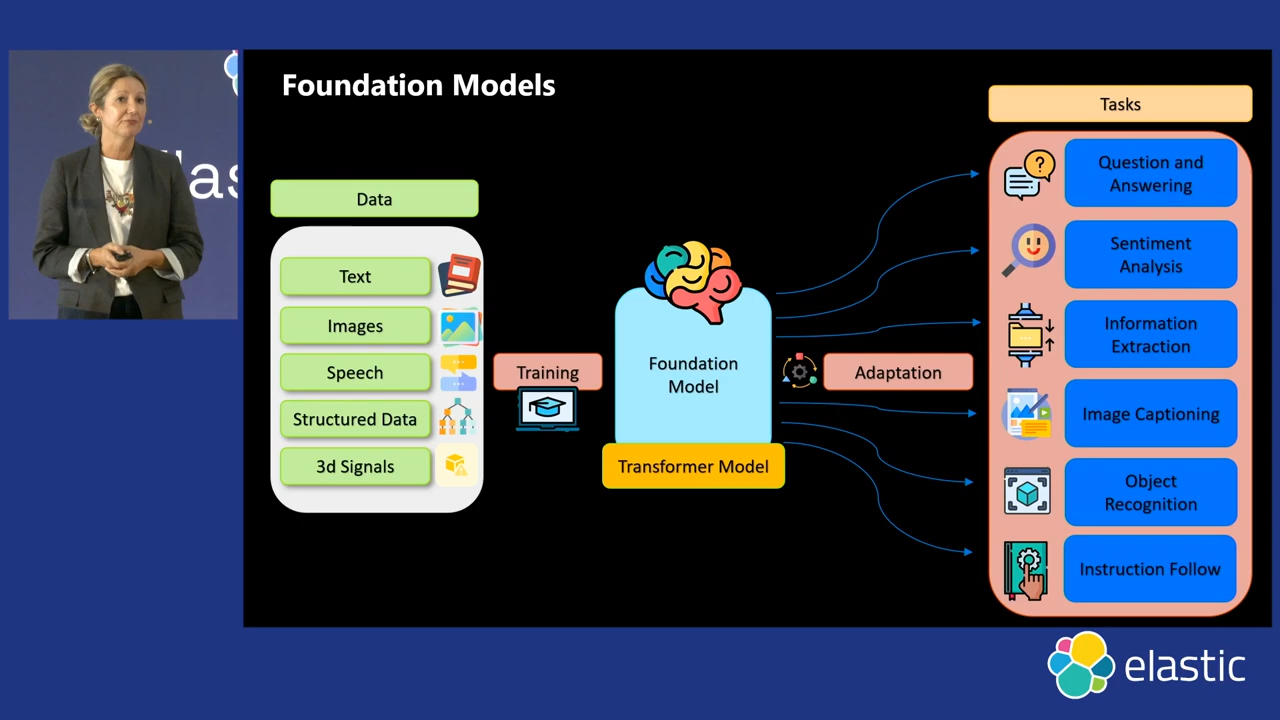 Foundation Models
Data
Text
Images
Speech
Structured Data
3d Signals
Training
Foundation
Model
Transformer Model
Adaptation
Tasks
Question and
Answering
Sentiment
Analysis
Information
Extraction
Image Captioning
Object
Recognition
Instruction Follow
elastic